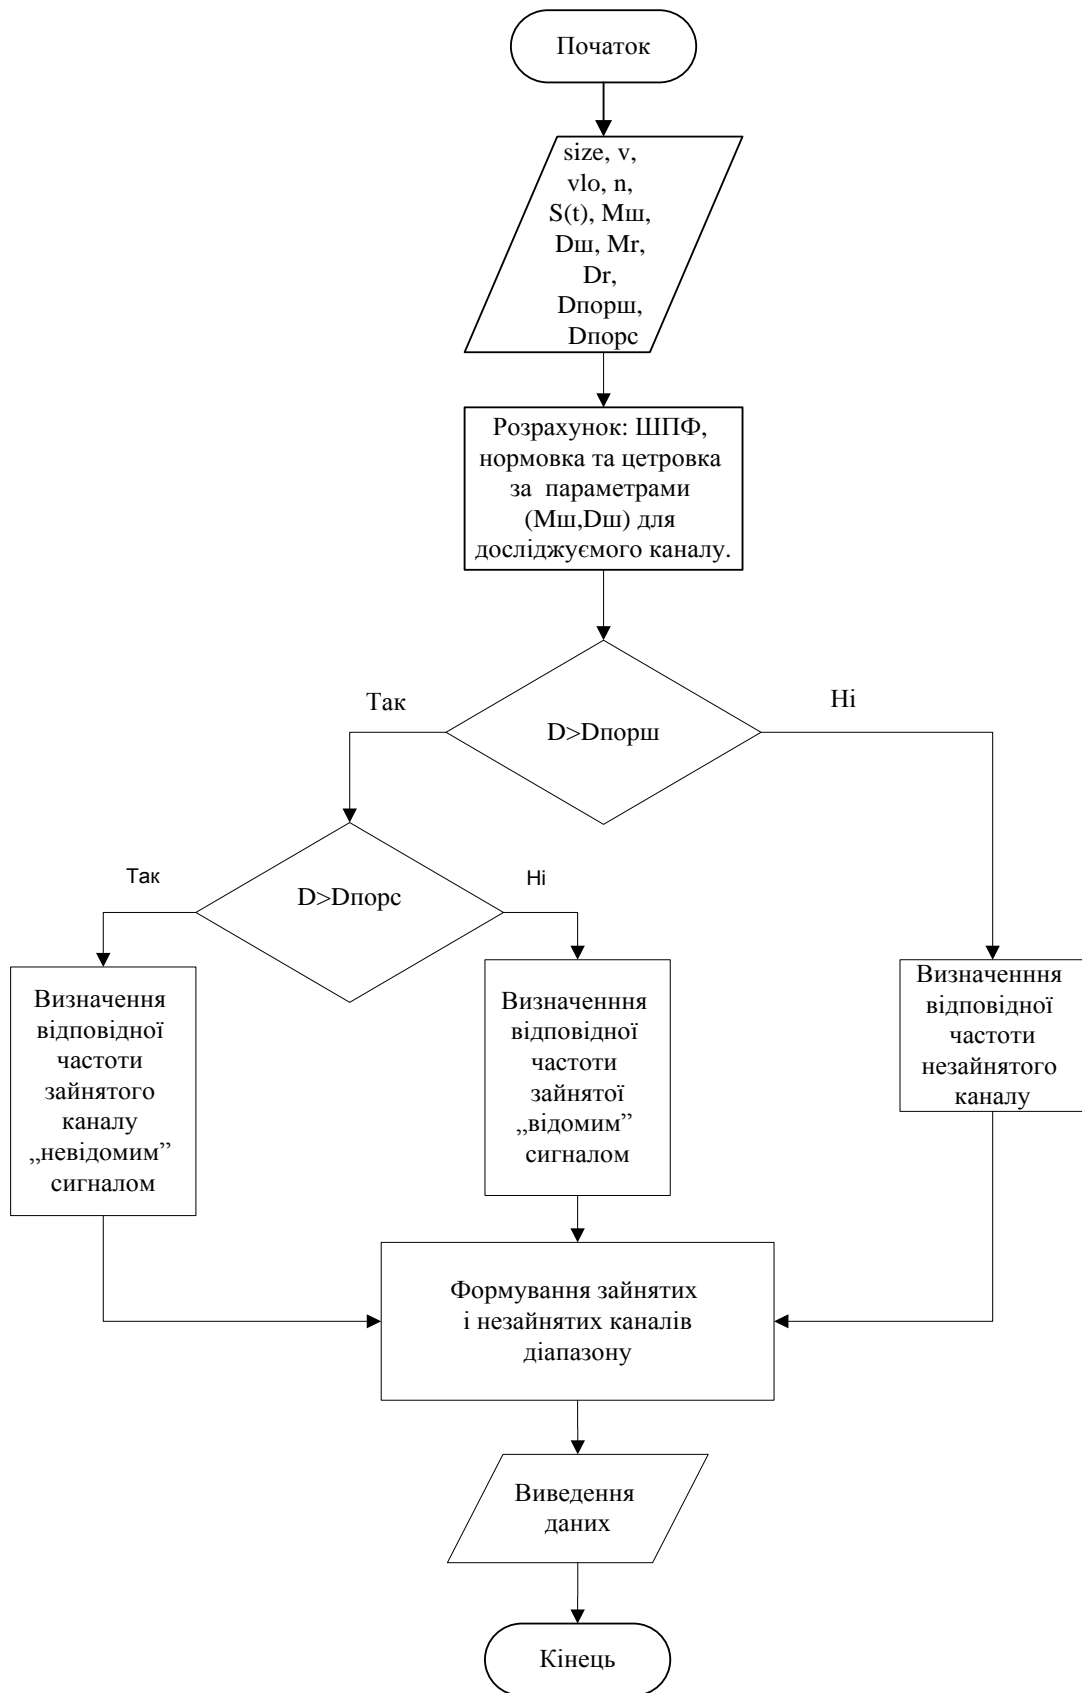 Початок
size, v,
vlo, n,
S(t), Мш,
Dш, Mr,
Dr,
Dпорш,
Dпорс
Розрахунок: ШПФ,
нормовка та цетровка
за параметрами
(Мш,Dш) для
досліджуємого каналу.
Так
Ні
D>Dпорш
Так
Ні
D>Dпорс
Визначення
відповідної
частоти
зайнятого
каналу
„невідомим”
сигналом
Визначенння
відповідної
частоти
зайнятої
„відомим”
сигналом
Визначенння
відповідної
частоти
незайнятого
каналу
Формування зайнятих
і незайнятих каналів
діапазону
Виведення
даних
Кінець